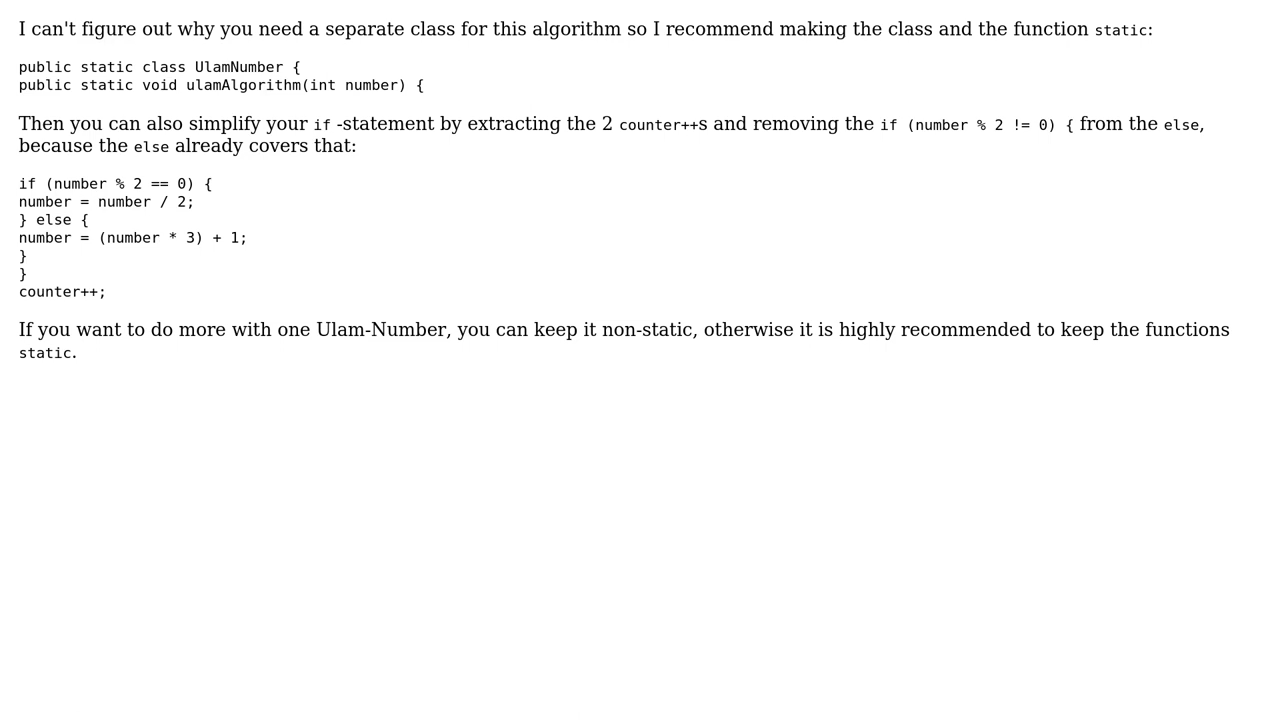 I can't figure out why you need a separate class for this algorithm so I recommend making the class and the function static:
public static class UlamNumber {
public static void ulamAlgorithm(int number) {
Then you can also simplify your if -statement by extracting the 2 counter++s and removing the if (number % 2 != 0) { from the else,
because the else already covers that:
if (number % 2 == 0) {
number = number / 2;
} else {
number = (number * 3) + 1;
}
}
counter++;
If you want to do more with one Ulam-Number, you can keep it non-static, otherwise it is highly recommended to keep the functions
static.